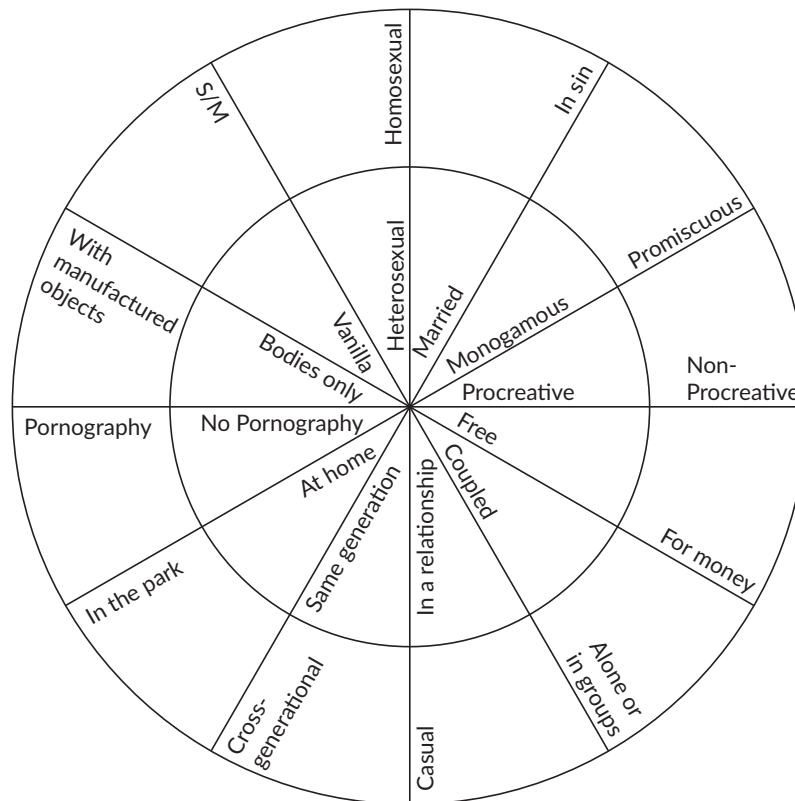 Homosexual
In sin
Promiscuous
Non-
Procreative
For money
Alone or
in groups
Casual
Cross-
generational
In the park
Pornography
With
manufactured
objects
S/M
Heterosexual
Married
Monogamous
Procreative
Free
Coupled
In a relationship
Same generation
At home
No Pornography
Bodies only
Vanilla